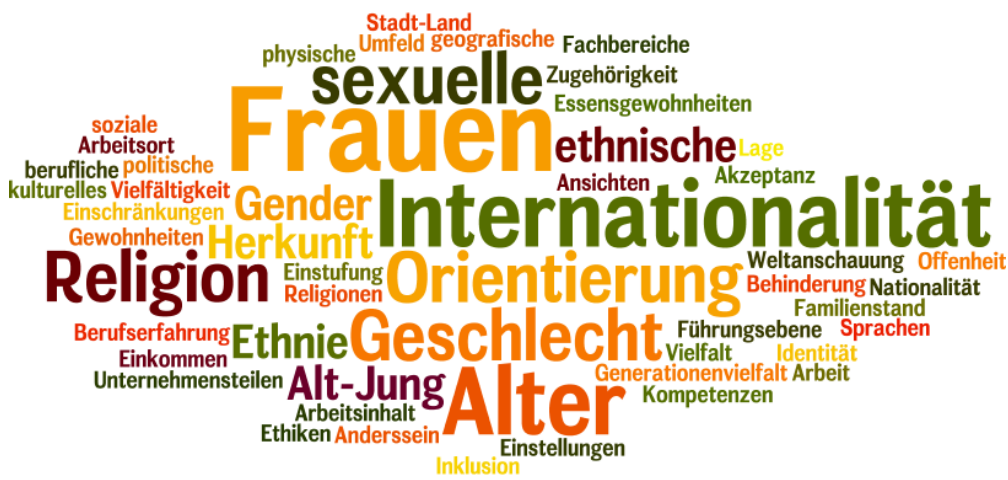 Stadt-Land
physische Umfeld geografische Fachbereiche
sexuelle Zugehörigkeit
Frauen Essensgewohnheiten
soziale
Arbeitsort ethnische Lage
berufliche politische Ansichten Akzeptanz
kulturelles Vielfältigkeit
Einschränkungen Gender Internationalität
Gewohnheiten Herkunft
Religion Einstufung Orientierung Weltanschauung Offenheit
Religionen Behinderung Nationalität
Familienstand
Berufserfahrung Ethnie Geschlecht Führungsebene Sprachen
Einkommen Vielfalt Identität
Unternehmensteilen Alt-Jung Alter Generationenvielfalt Arbeit
Kompetenzen
Arbeitsinhalt
Ethiken Anderssein Einstellungen
Inklusion